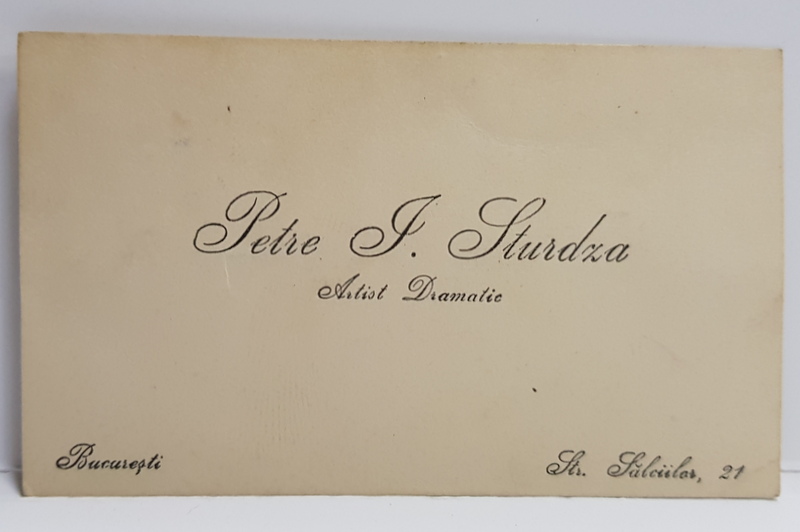 Petre I. Sturdza
Artist Dramatic
București
Str. Sălciilor, 21